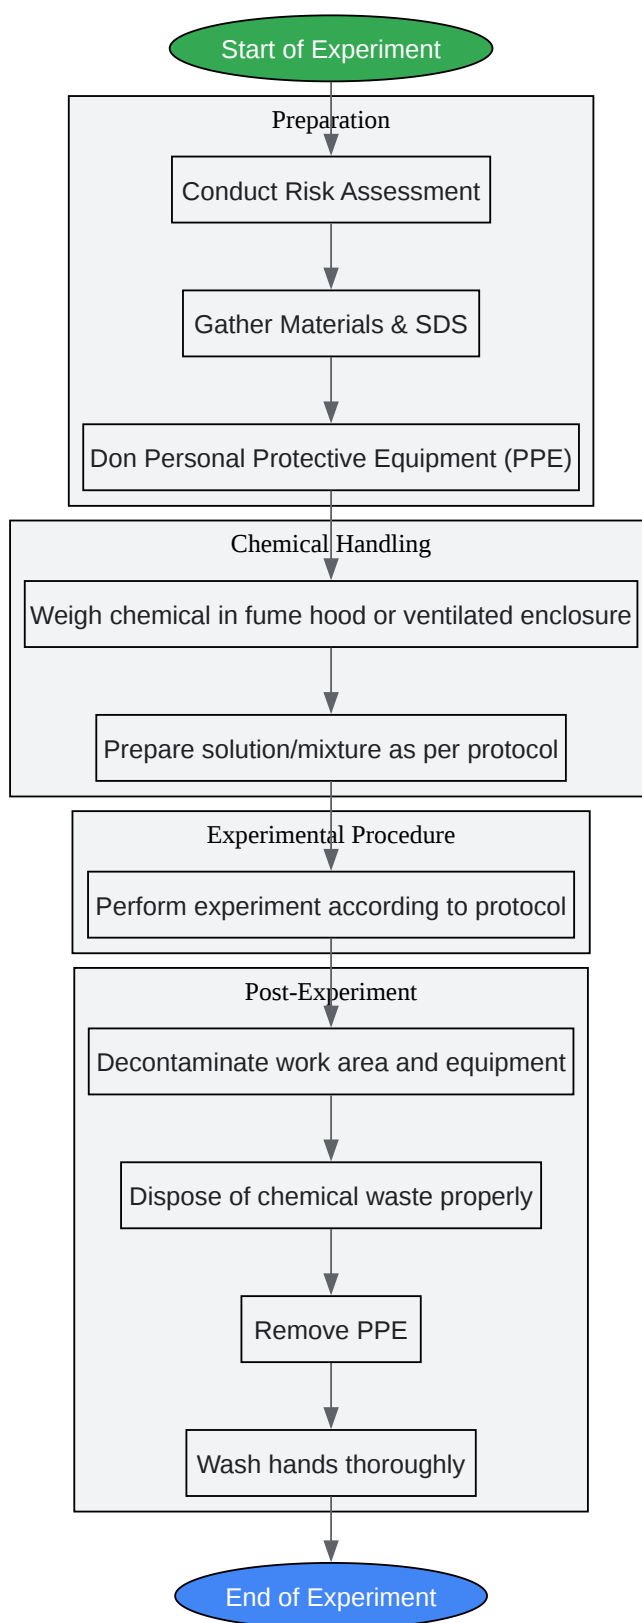 Start of Experiment
Preparation
Conduct Risk Assessment
Gather Materials & SDS
Don Personal Protective Equipment (PPE)
Chemical Handling
Weigh chemical in fume hood or ventilated enclosure
Prepare solution/mixture as per protocol
Experimental Procedure
Perform experiment according to protocol
Post-Experiment
Decontaminate work area and equipment
Dispose of chemical waste properly
Remove PPE
Wash hands thoroughly
End of Experiment